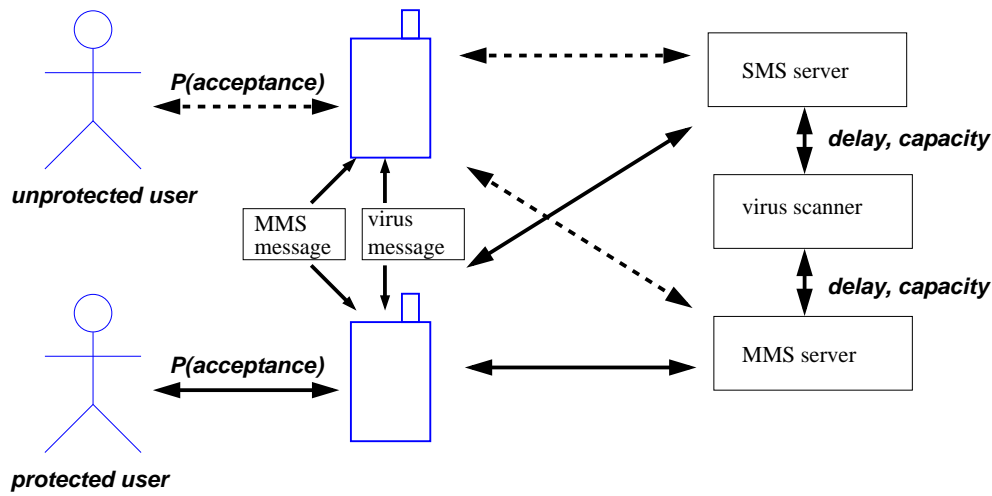 P(acceptance)
unprotected user
MMS
message
virus
message
SMS server
delay, capacity
virus scanner
delay, capacity
MMS server
P(acceptance)
protected user